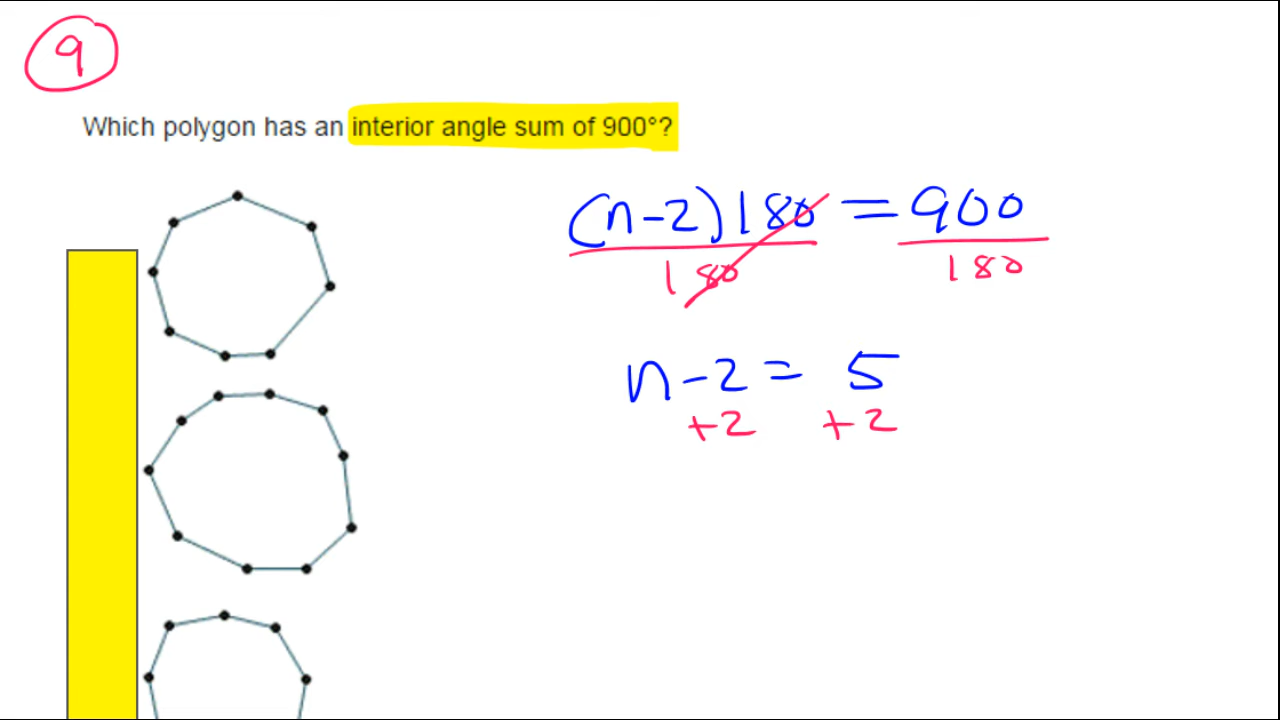 9
Which polygon has an interior angle sum of 900°?
(n-2)180 = 900
180 180
n-2 = 5
+2 +2